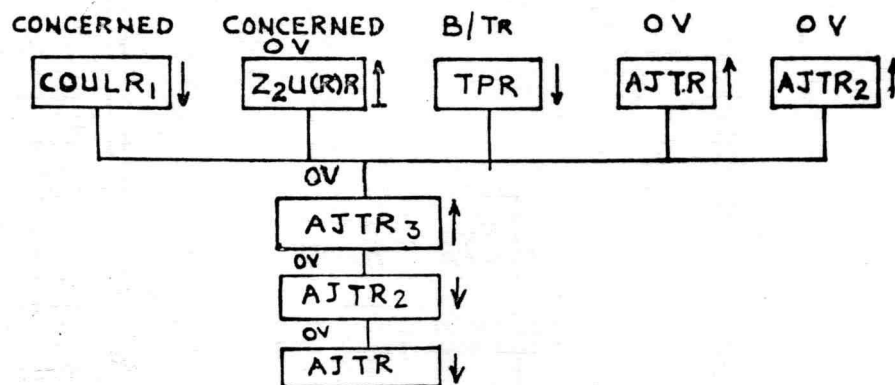 CONCERNED CONCERNED B/TR OV OV
OV
COULR1 Z2U(R)R TPR AJTR AJTR2
OV
AJTR3
OV
AJTR2
OV
AJTR